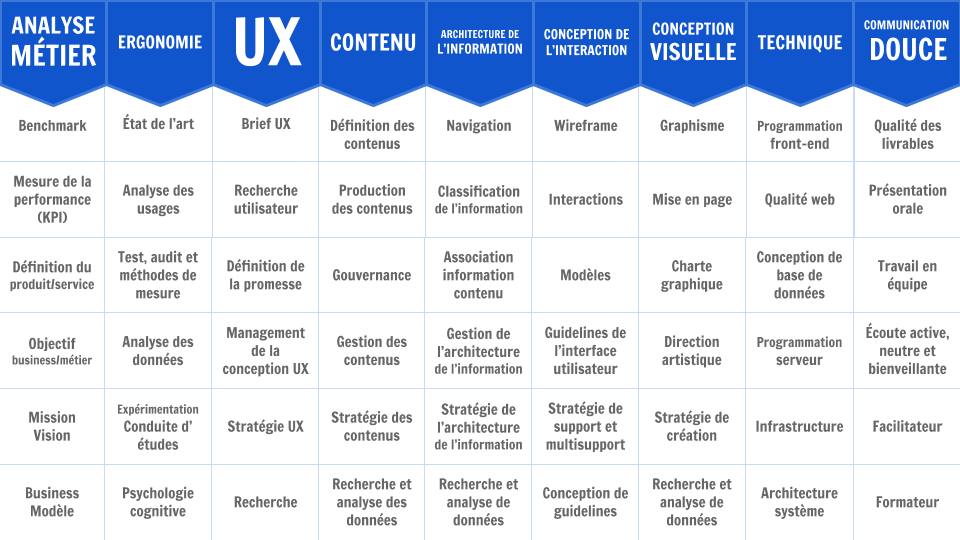 ANALYSE
MÉTIER
ERGONOMIE
UX
CONTENU
ARCHITECTURE DE
L'INFORMATION
CONCEPTION DE
L'INTERACTION
CONCEPTION
VISUELLE
TECHNIQUE
COMMUNICATION
DOUCE
Benchmark
État de l'art
Brief UX
Définition des
contenus
Navigation
Wireframe
Graphisme
Programmation
front-end
Qualité des
livrables
Mesure de la
performance
(KPI)
Analyse des
usages
Recherche
utilisateur
Production
des contenus
Classification
de l'information
Interactions
Mise en page
Qualité web
Présentation
orale
Définition du
produit/service
Test, audit et
méthodes de
mesure
Définition de
la promesse
Gouvernance
Association
information
contenu
Modèles
Charte
graphique
Conception de
base de
données
Travail en
équipe
Objectif
business/métier
Analyse des
données
Management
de la
conception UX
Gestion des
contenus
Gestion de
l'architecture
de l'information
Guidelines de
l'interface
utilisateur
Direction
artistique
Programmation
serveur
Écoute active,
neutre et
bienveillante
Mission
Vision
Expérimentation
Conduite d'
études
Stratégie UX
Stratégie des
contenus
Stratégie de
l'architecture
de l'information
Stratégie de
support et
multisupport
Stratégie de
création
Infrastructure
Facilitateur
Business
Modèle
Psychologie
cognitive
Recherche
Recherche et
analyse des
données
Recherche et
analyse de
données
Conception de
guidelines
Recherche et
analyse de
données
Architecture
système
Formateur